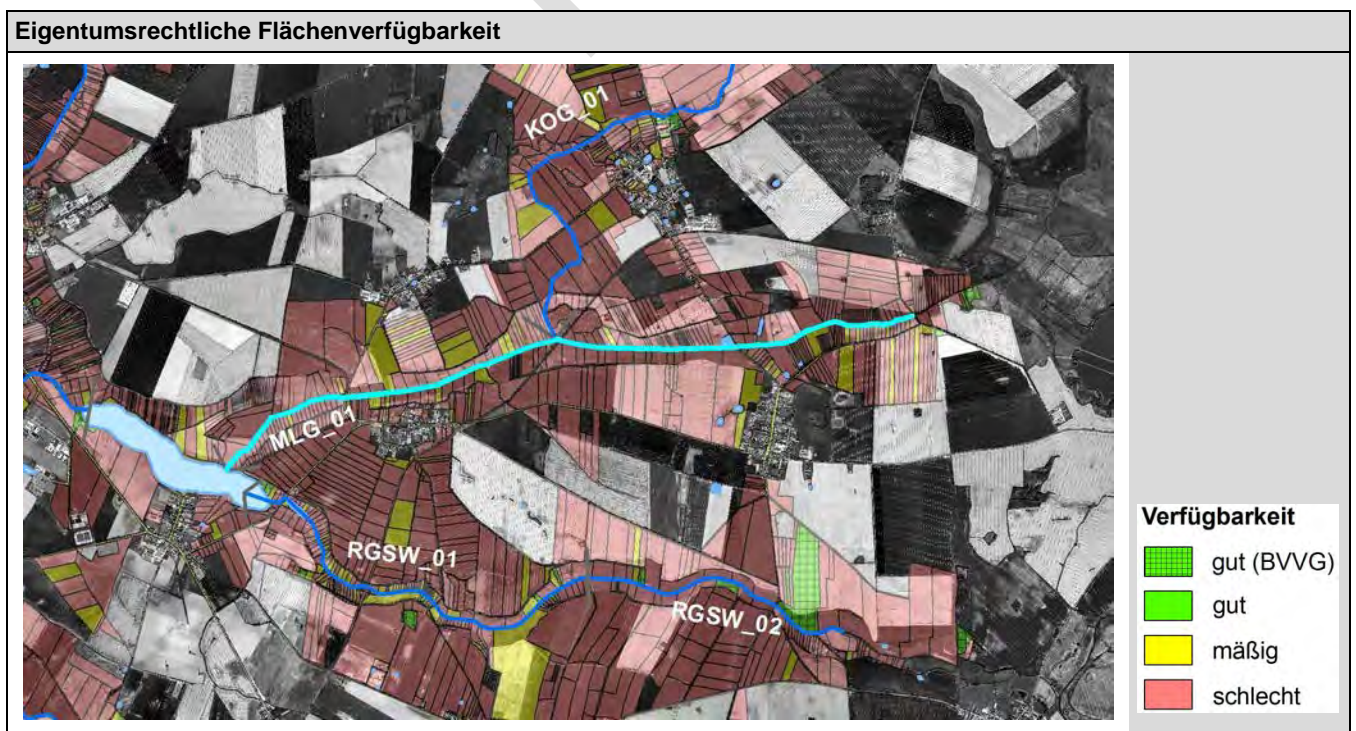 Eigentumsrechtliche Flächenverfügbarkeit
KOG_01
MLG_01
RGSW_01
RGSW_02
Verfügbarkeit
gut (BVVG)
gut
mäßig
schlecht